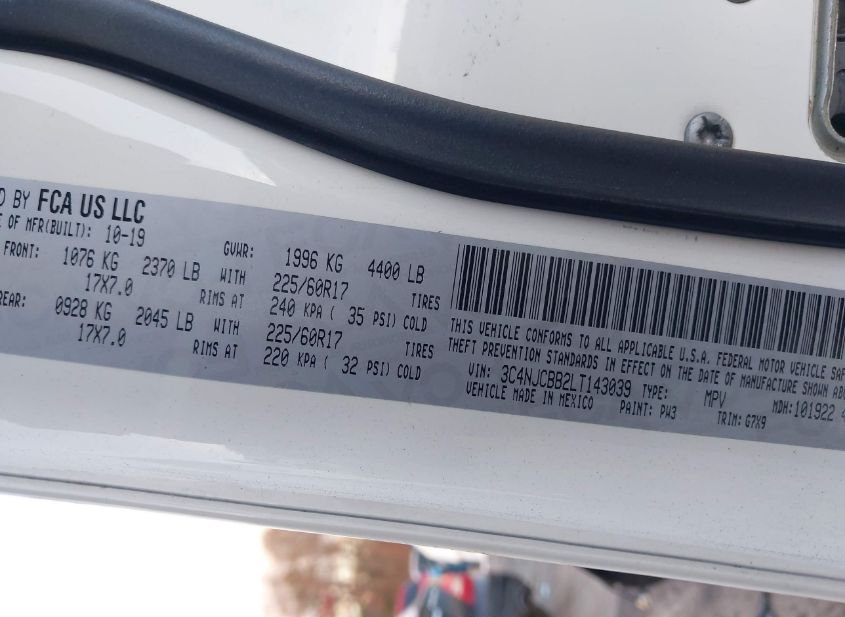 D BY FCA US LLC
E OF MFR(BUILT): 10-19 GVWR: 1996 KG 4400 LB
FRONT: 1076 KG 2370 LB WITH 225/60R17 TIRES
17X7.0 RIMS AT 240 KPA ( 35 PSI) COLD
REAR: 0928 KG 2045 LB WITH 225/60R17 TIRES
17X7.0 RIMS AT 220 KPA ( 32 PSI) COLD
THIS VEHICLE CONFORMS TO ALL APPLICABLE U.S.A. FEDERAL MOTOR VEHICLE SAF
THEFT PREVENTION STANDARDS IN EFFECT ON THE DATE OF MANUFACTURE SHOWN ABO
VIN: 3C4NJCBB2LT143039 TYPE: MPV MDH:101922 4
VEHICLE MADE IN MEXICO PAINT: PW3 TRIM: G7X9